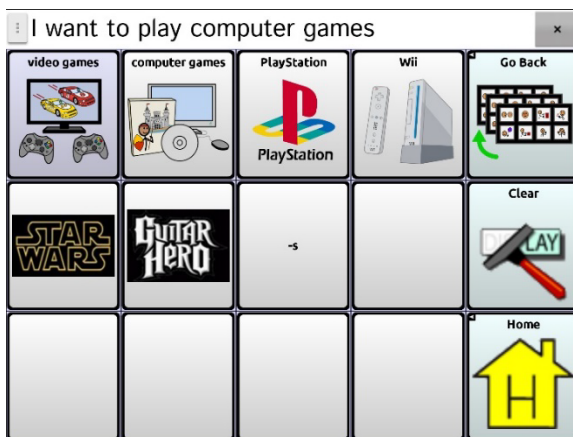 I want to play computer games
×
video games
computer games
PlayStation
Wii
Go Back
PlayStation
STAR
WARS
GUITAR
HERO
-s
Clear
LAY
Home
H